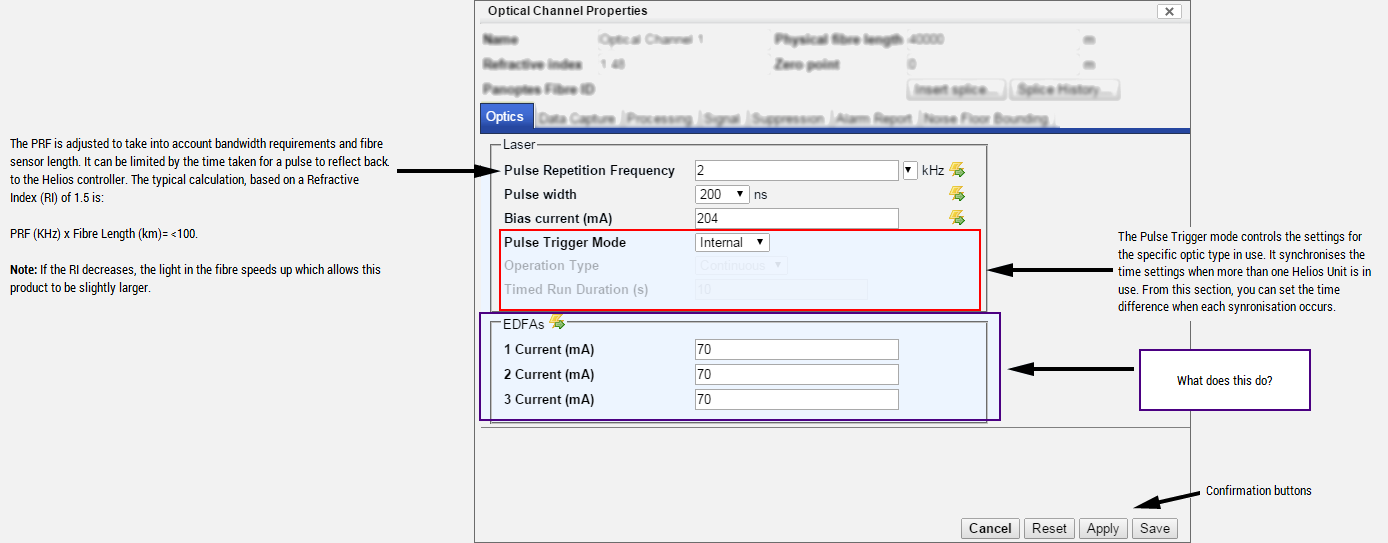 Optical Channel Properties
Name Optical Channel 1 Physical fibre length 40000 m
Refractive index 1.48 Zero point 0 m
Panoptes Fibre ID Insert splice... Splice History...
Optics Data Capture Processing Signal Suppression Alarm Report Noise Floor Bounding
Laser
Pulse Repetition Frequency 2 kHz
Pulse width 200 ns
Bias current (mA) 204
Pulse Trigger Mode Internal
Operation Type Continuous
Timed Run Duration (s) 10
EDFAs
1 Current (mA) 70
2 Current (mA) 70
3 Current (mA) 70
Cancel Reset Apply Save
The PRF is adjusted to take into account bandwidth requirements and fibre
sensor length. It can be limited by the time taken for a pulse to reflect back
to the Helios controller. The typical calculation, based on a Refractive
Index (RI) of 1.5 is:
PRF (KHz) x Fibre Length (km)= <100.
Note: If the RI decreases, the light in the fibre speeds up which allows this
product to be slightly larger.
The Pulse Trigger mode controls the settings for
the specific optic type in use. It synchronises the
time settings when more than one Helios Unit is in
use. From this section, you can set the time
difference when each synronisation occurs.
What does this do?
Confirmation buttons